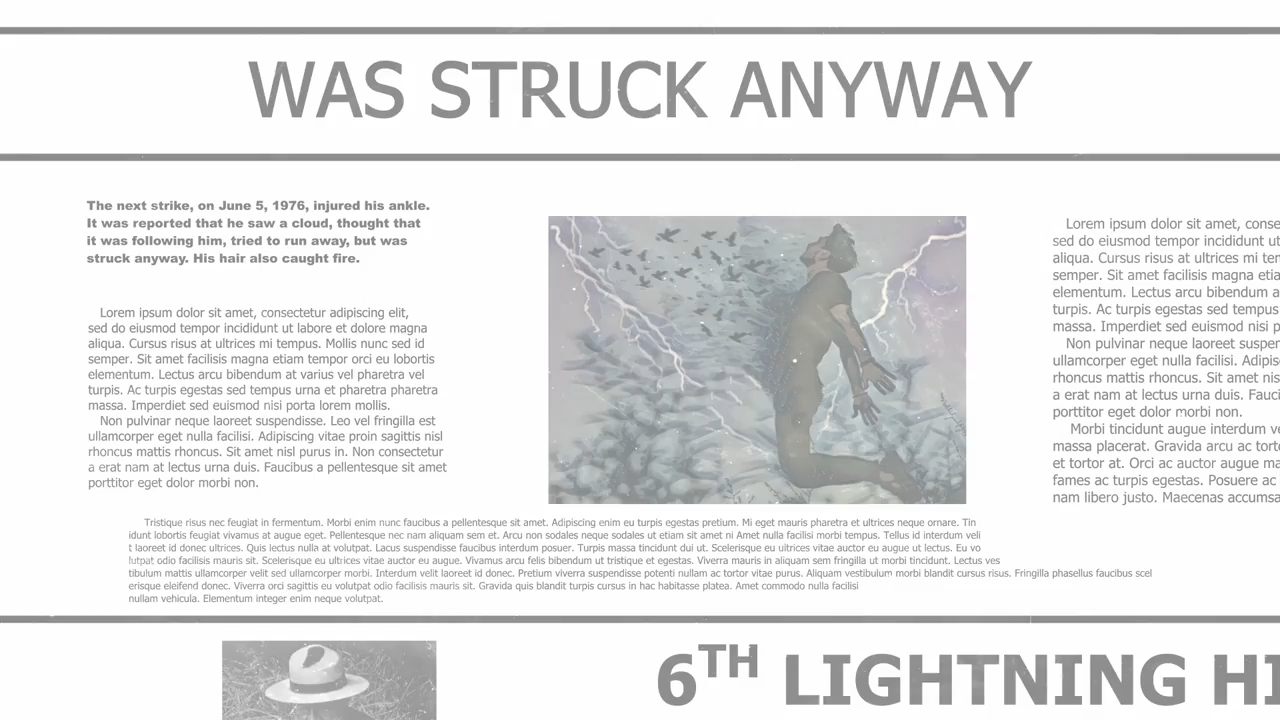 WAS STRUCK ANYWAY
The next strike, on June 5, 1976, injured his ankle.
It was reported that he saw a cloud, thought that
it was following him, tried to run away, but was
struck anyway. His hair also caught fire.
Lorem ipsum dolor sit amet, consectetur adipiscing elit,
sed do eiusmod tempor incididunt ut labore et dolore magna
aliqua. Cursus risus at ultrices mi tempus. Mollis nunc sed id
semper. Sit amet facilisis magna etiam tempor orci eu lobortis
elementum. Lectus arcu bibendum at varius vel pharetra vel
turpis. Ac turpis egestas sed tempus urna et pharetra pharetra
massa. Imperdiet sed euismod nisi porta lorem mollis.
Non pulvinar neque laoreet suspendisse. Leo vel fringilla est
ullamcorper eget nulla facilisi. Adipiscing vitae proin sagittis nisl
rhoncus mattis rhoncus. Sit amet nisl purus in. Non consectetur
a erat nam at lectus urna duis. Faucibus a pellentesque sit amet
porttitor eget dolor morbi non.
Lorem ipsum dolor sit amet, conse
sed do eiusmod tempor incididunt ut
aliqua. Cursus risus at ultrices mi tem
semper. Sit amet facilisis magna etia
elementum. Lectus arcu bibendum a
turpis. Ac turpis egestas sed tempus
massa. Imperdiet sed euismod nisi p
Non pulvinar neque laoreet suspen
ullamcorper eget nulla facilisi. Adipisc
rhoncus mattis rhoncus. Sit amet nis
a erat nam at lectus urna duis. Fauci
porttitor eget dolor morbi non.
Morbi tincidunt augue interdum ve
massa placerat. Gravida arcu ac torto
et tortor at. Orci ac auctor augue ma
fames ac turpis egestas. Posuere ac
nam libero justo. Maecenas accumsa
Tristique risus nec feugiat in fermentum. Morbi enim nunc faucibus a pellentesque sit amet. Adipiscing enim eu turpis egestas pretium. Mi eget mauris pharetra et ultrices neque ornare. Tin
idunt lobortis feugiat vivamus at augue eget. Pellentesque nec nam aliquam sem et. Arcu non sodales neque sodales ut etiam sit amet ni Amet nulla facilisi morbi tempus. Tellus id interdum veli
t laoreet id donec ultrices. Quis lectus nulla at volutpat. Lacus suspendisse faucibus interdum posuer. Turpis massa tincidunt dui ut. Scelerisque eu ultrices vitae auctor eu augue ut lectus. Eu vo
lutpat odio facilisis mauris sit. Scelerisque eu ultrices vitae auctor eu augue. Vivamus arcu felis bibendum ut tristique et egestas. Viverra mauris in aliquam sem fringilla ut morbi tincidunt. Lectus ves
tibulum mattis ullamcorper velit sed ullamcorper morbi. Interdum velit laoreet id donec. Pretium viverra suspendisse potenti nullam ac tortor vitae purus. Aliquam vestibulum morbi blandit cursus risus. Fringilla phasellus faucibus scel
erisque eleifend donec. Viverra orci sagittis eu volutpat odio facilisis mauris sit. Gravida quis blandit turpis cursus in hac habitasse platea. Amet commodo nulla facilisi
nullam vehicula. Elementum integer enim neque volutpat.
6TH LIGHTNING HI